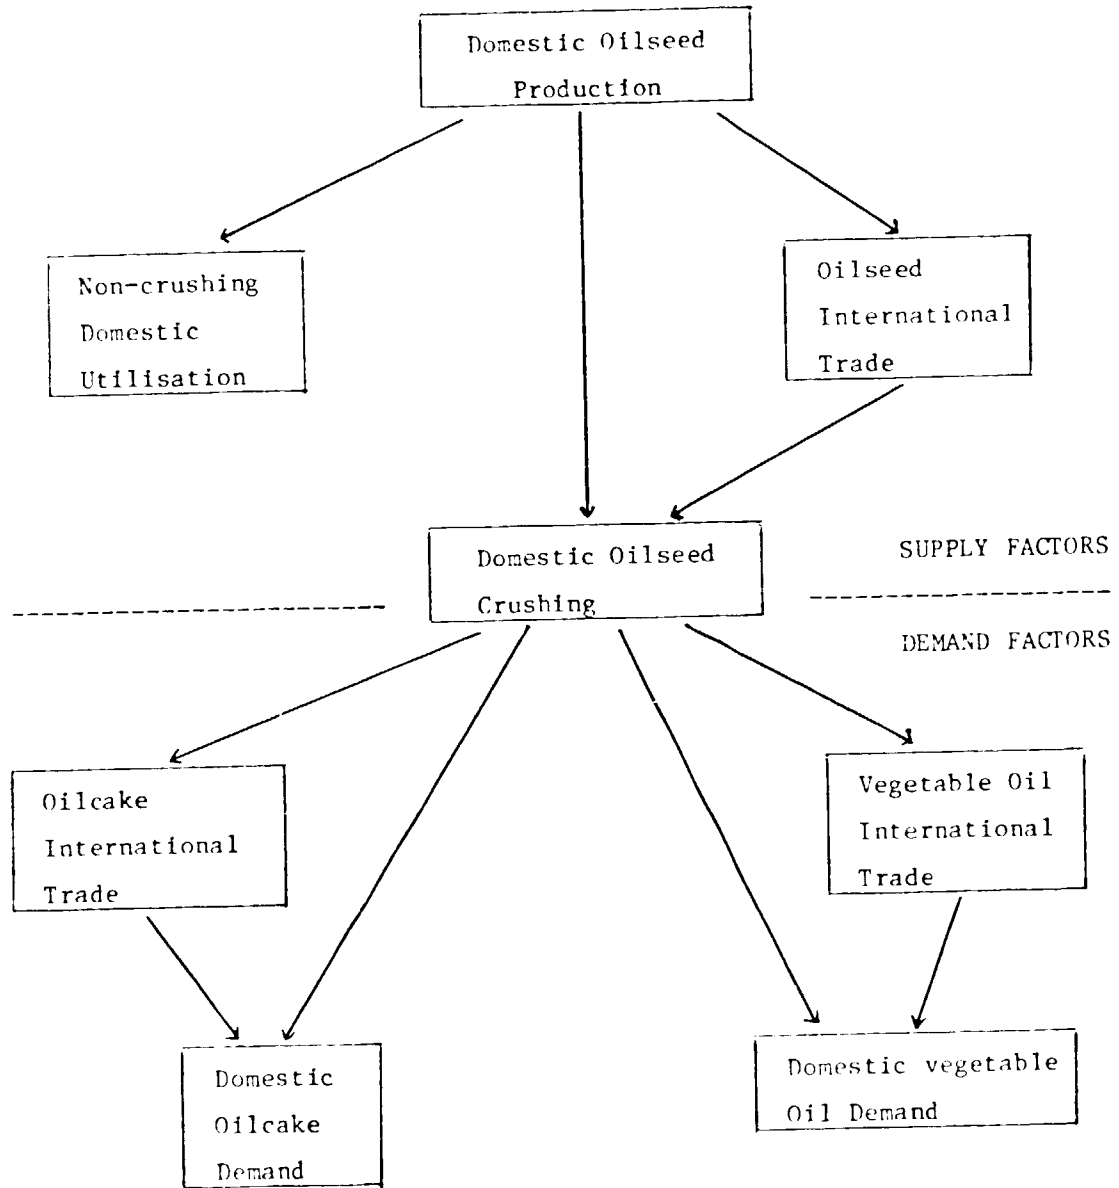 Domestic Oilseed
Production
Non-crushing
Domestic
Utilisation
Oilseed
International
Trade
Domestic Oilseed
Crushing
SUPPLY FACTORS
DEMAND FACTORS
Oilcake
International
Trade
Vegetable Oil
International
Trade
Domestic
Oilcake
Demand
Domestic vegetable
Oil Demand